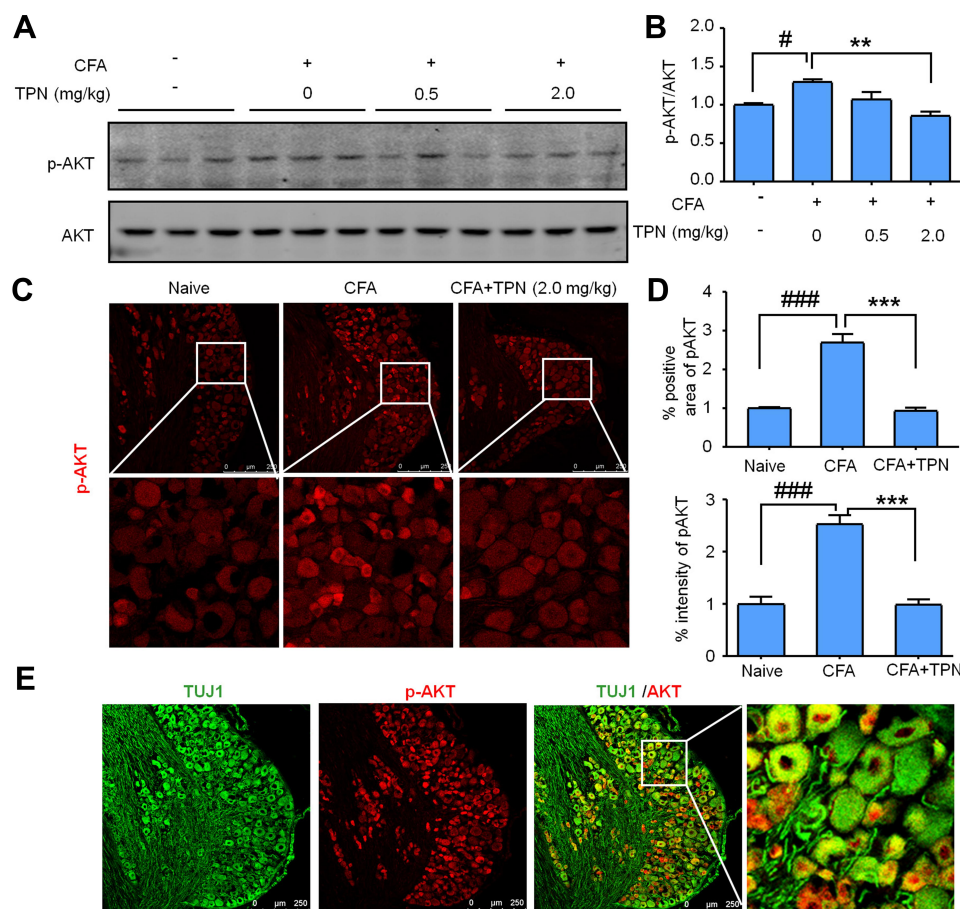 A
CFA - + + +
TPN (mg/kg) - 0 0.5 2.0
p-AKT
AKT
B
# **
p-AKT/AKT
2.0
1.5
1.0
0.5
0.0
CFA - + + +
TPN (mg/kg) - 0 0.5 2.0
C
Naive CFA CFA+TPN (2.0 mg/kg)
p-AKT
0 µm 250
0 µm 250
0 µm 250
D
### ***
% positive
area of pAKT
4
3
2
1
0
Naive CFA CFA+TPN
### ***
% intensity of pAKT
3
2
1
0
Naive CFA CFA+TPN
E
TUJ1 p-AKT TUJ1 /AKT
0 µm 250
0 µm 250
0 µm 250